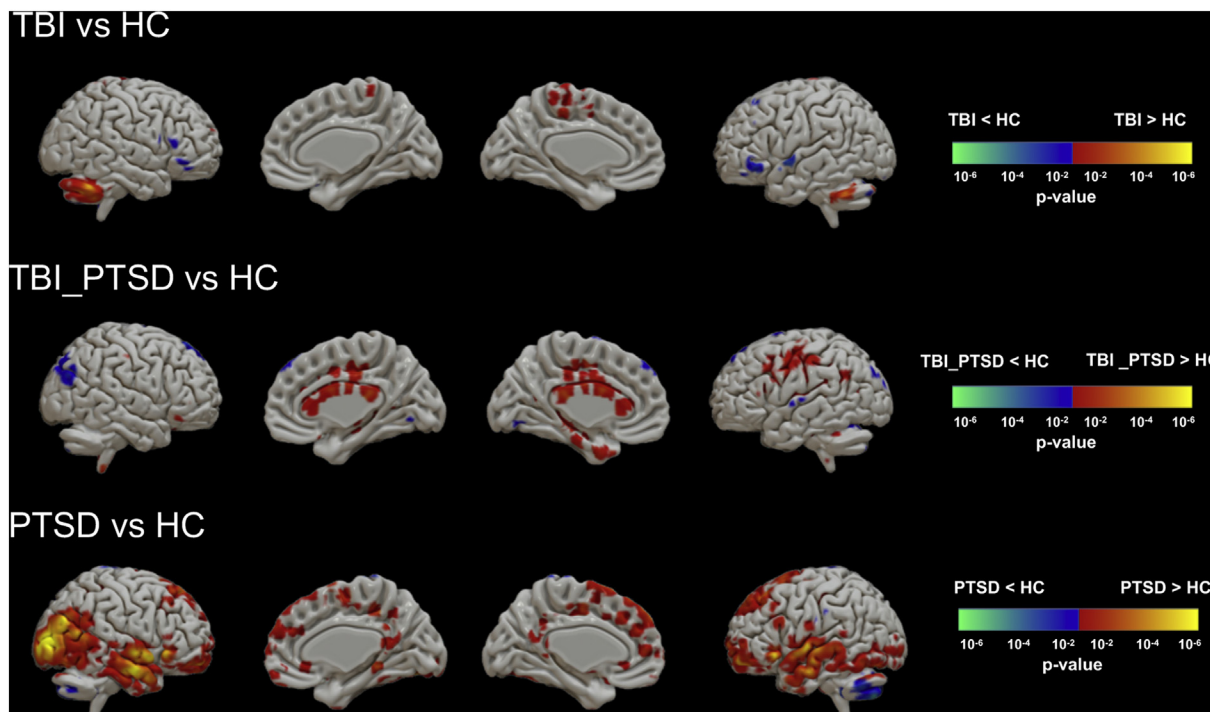 TBI vs HC
TBI < HC TBI > HC
10-6 10-4 10-2 10-2 10-4 10-6
p-value
TBI_PTSD vs HC
TBI_PTSD < HC TBI _PTSD > HC
10-6 10-4 10-2 10-2 10-4 10-6
p-value
PTSD vs HC
PTSD < HC PTSD > HC
10-6 10-4 10-2 10-2 10-4 10-6
p-value